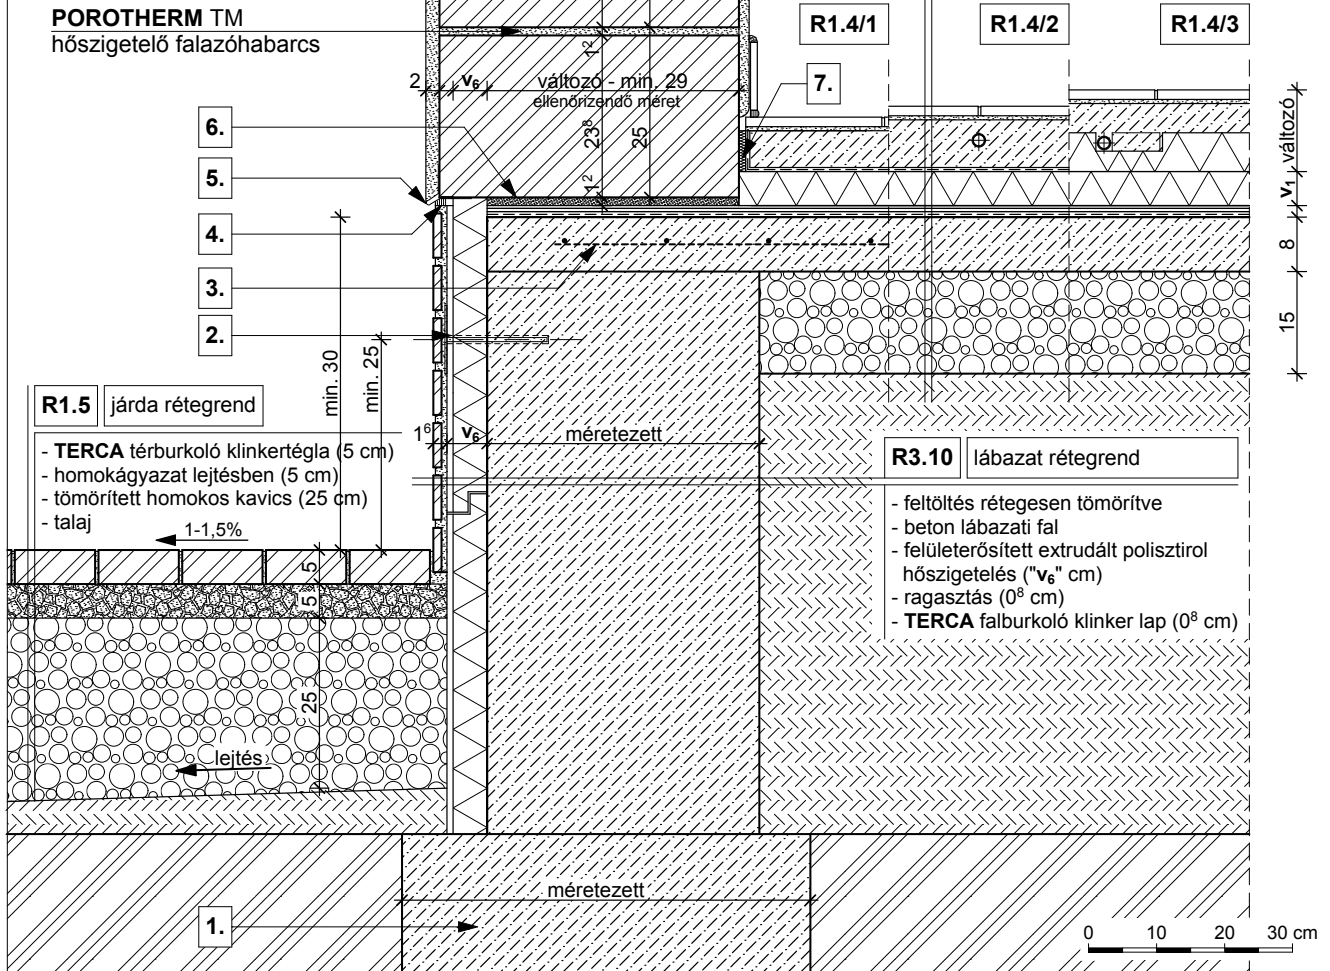 POROTHERM TM
hőszigetelő falazóhabarcs
R1.4/1
R1.4/2
R1.4/3
1²
2
v₆
változó - min. 29
ellenőrizendő méret
7.
6.
23⁸
25
változó
5.
1²
v₁
4.
8
3.
2.
15
min. 30
min. 25
R1.5
járda rétegrend
1⁶
v₆
méretezett
- TERCA térburkoló klinkertégla (5 cm)
- homokágyazat lejtésben (5 cm)
- tömörített homokos kavics (25 cm)
- talaj
R3.10
lábazat rétegrend
- feltöltés rétegesen tömörítve
- beton lábazati fal
- felületerősített extrudált polisztirol
hőszigetelés ("v₆" cm)
- ragasztás (0⁸ cm)
- TERCA falburkoló klinker lap (0⁸ cm)
1-1,5%
5
5
25
lejtés
méretezett
1.
0 10 20 30 cm